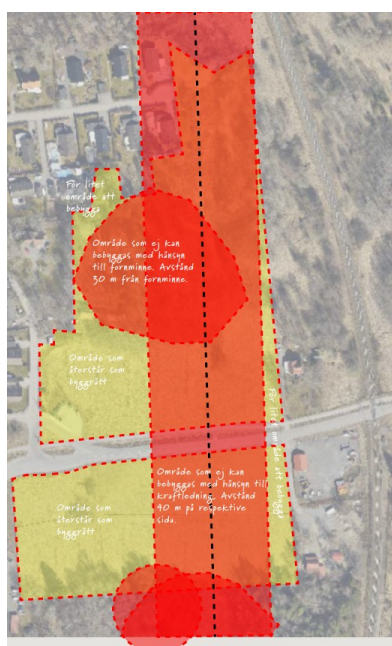 För litet
område att
bebygga
Område som ej kan
bebyggas med hänsyn
till fornminne. Avstånd
30 m från fornminne.
Område som
återstår som
byggrätt
För litet område att bebygga
Område som ej kan
bebyggas med hänsyn till
kraftledning. Avstånd
40 m på respektive
sida.
Område som
återstår som
byggrätt